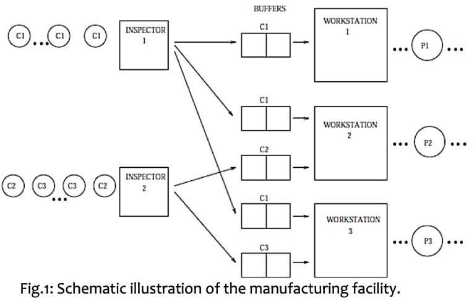 BUFFERS
C1 ... C1 C1
INSPECTOR
1
C1
WORKSTATION
1
... P1 ...
C1
WORKSTATION
2
... P2 ...
C2
C2 C3 ... C3 C2
INSPECTOR
2
C1
WORKSTATION
3
... P3 ...
C3
Fig.1: Schematic illustration of the manufacturing facility.